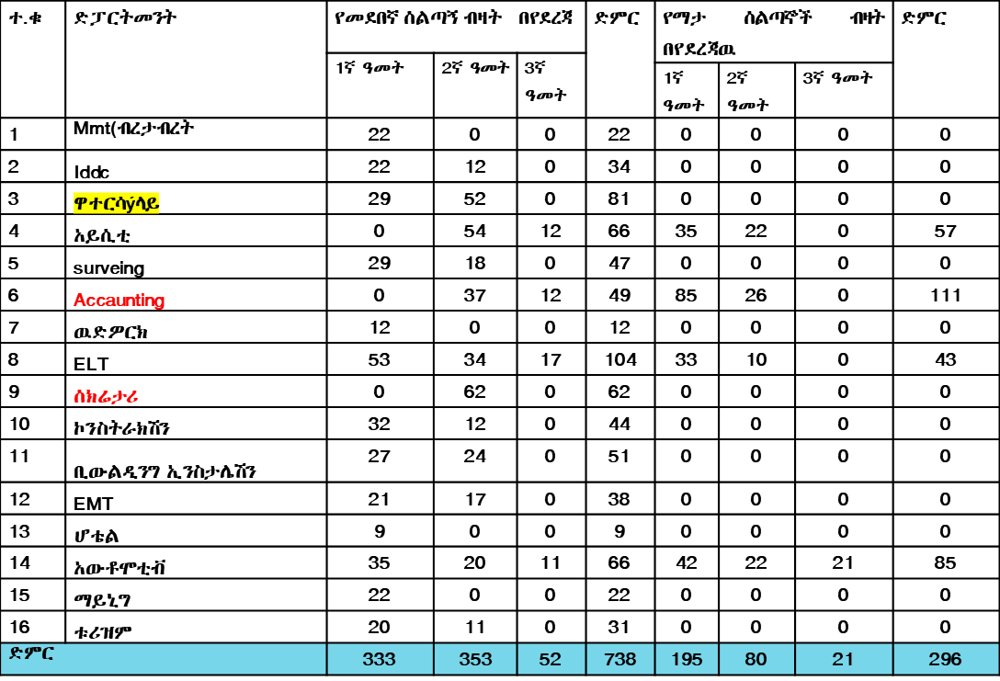 ተ.ቁ ድፓርትመንት የመደበኛ ስልጣኝ ብዛት በየደረጃ ድምር የማታ ሰልጣኞች ብዛት በየደረጃዉ ድምር
1ኛ ዓመት 2ኛ ዓመት 3ኛ ዓመት 1ኛ ዓመት 2ኛ ዓመት 3ኛ ዓመት
1 Mmt(ብረታብረት 22 0 0 22 0 0 0 0
2 Iddc 22 12 0 34 0 0 0 0
3 ዋተርሳýላይ 29 52 0 81 0 0 0 0
4 አይሲቲ 0 54 12 66 35 22 0 57
5 surveing 29 18 0 47 0 0 0 0
6 Accaunting 0 37 12 49 85 26 0 111
7 ዉድዎርክ 12 0 0 12 0 0 0 0
8 ELT 53 34 17 104 33 10 0 43
9 ሰክሬታሪ 0 62 0 62 0 0 0 0
10 ኮንስትራክሽን 32 12 0 44 0 0 0 0
11 ቢውልዲንግ ኢንስታሌሽን 27 24 0 51 0 0 0 0
12 EMT 21 17 0 38 0 0 0 0
13 ሆቴል 9 0 0 9 0 0 0 0
14 አውቶሞቲቭ 35 20 11 66 42 22 21 85
15 ማይኒግ 22 0 0 22 0 0 0 0
16 ቱሪዝም 20 11 0 31 0 0 0 0
ድምር 333 353 52 738 195 80 21 296